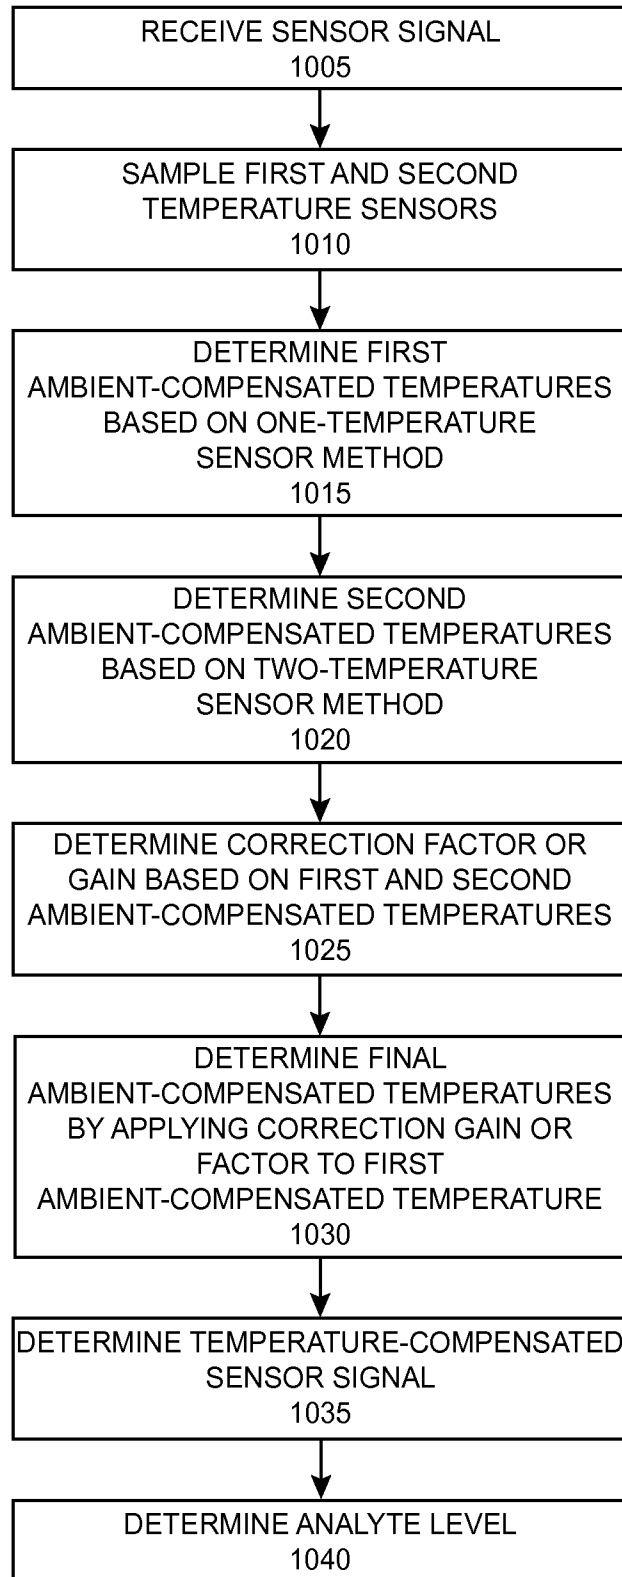 RECEIVE SENSOR SIGNAL
1005
SAMPLE FIRST AND SECOND
TEMPERATURE SENSORS
1010
DETERMINE FIRST
AMBIENT-COMPENSATED TEMPERATURES
BASED ON ONE-TEMPERATURE
SENSOR METHOD
1015
DETERMINE SECOND
AMBIENT-COMPENSATED TEMPERATURES
BASED ON TWO-TEMPERATURE
SENSOR METHOD
1020
DETERMINE CORRECTION FACTOR OR
GAIN BASED ON FIRST AND SECOND
AMBIENT-COMPENSATED TEMPERATURES
1025
DETERMINE FINAL
AMBIENT-COMPENSATED TEMPERATURES
BY APPLYING CORRECTION GAIN OR
FACTOR TO FIRST
AMBIENT-COMPENSATED TEMPERATURE
1030
DETERMINE TEMPERATURE-COMPENSATED
SENSOR SIGNAL
1035
DETERMINE ANALYTE LEVEL
1040